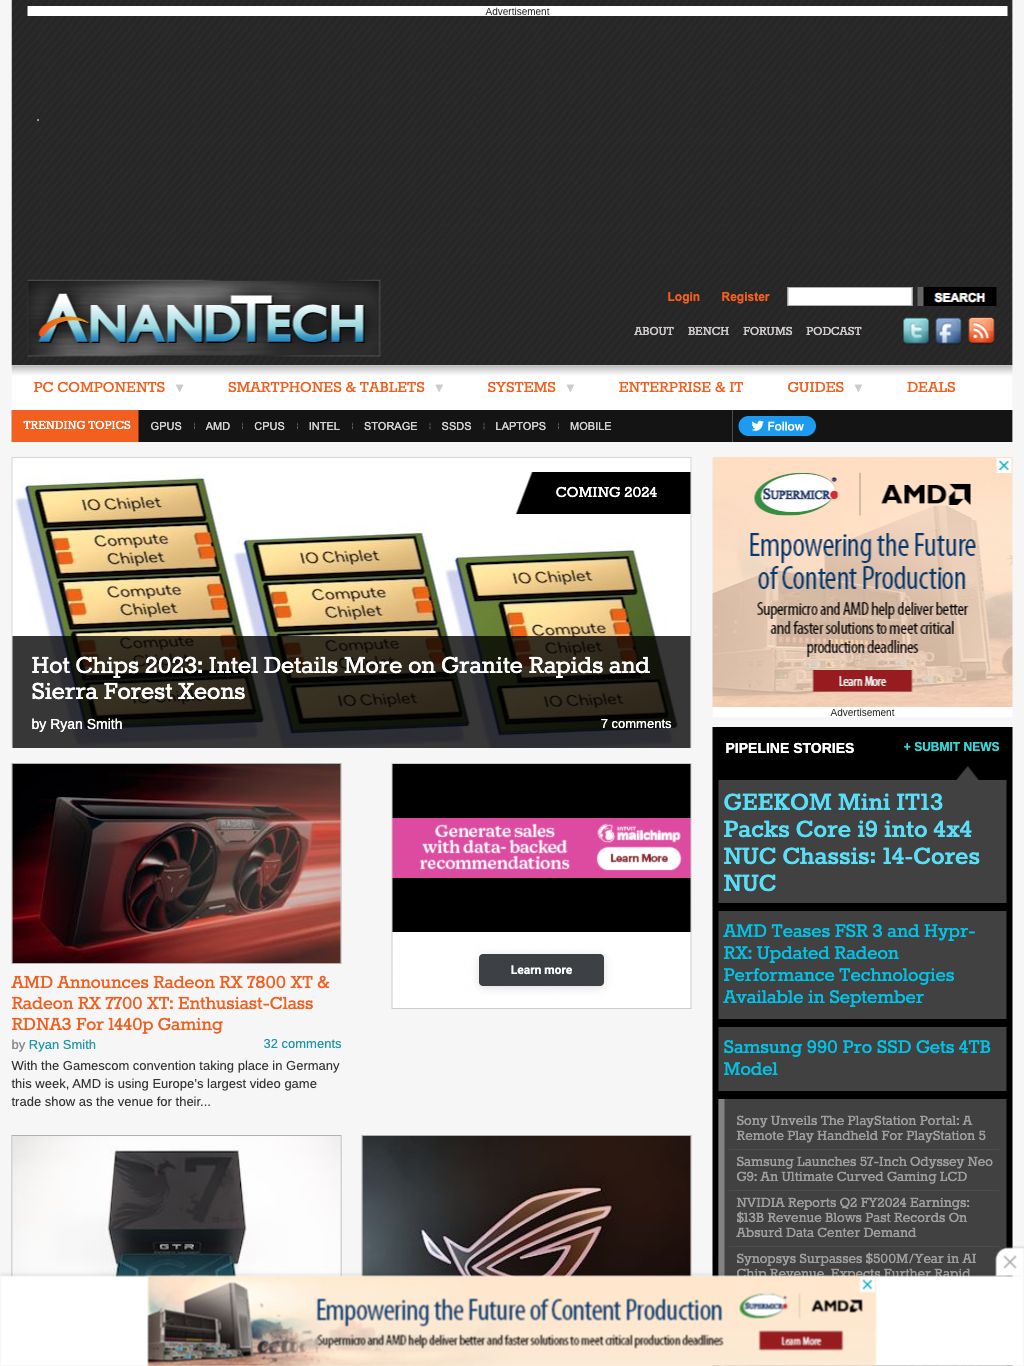 Advertisement
ANANDTECH
Login
Register
SEARCH
ABOUT
BENCH
FORUMS
PODCAST
PC COMPONENTS
SMARTPHONES & TABLETS
SYSTEMS
ENTERPRISE & IT
GUIDES
DEALS
TRENDING TOPICS
GPUS
AMD
CPUS
INTEL
STORAGE
SSDS
LAPTOPS
MOBILE
Follow
COMING 2024
IO Chiplet
Compute
Chiplet
Compute
Chiplet
Compute
IO Chiplet
Compute
Chiplet
Compute
IO Chiplet
IO Chiplet
Compute
IO Chiplet
Hot Chips 2023: Intel Details More on Granite Rapids and
Sierra Forest Xeons
by Ryan Smith
7 comments
SUPERMICRO
AMD
Empowering the Future
of Content Production
Supermicro and AMD help deliver better
and faster solutions to meet critical
production deadlines
Learn More
Advertisement
RADEON
AMD Announces Radeon RX 7800 XT &
Radeon RX 7700 XT: Enthusiast-Class
RDNA3 For 1440p Gaming
by Ryan Smith
32 comments
With the Gamescom convention taking place in Germany
this week, AMD is using Europe's largest video game
trade show as the venue for their...
Generate sales
with data- backed
recommendations
INTUIT
mailchimp
Learn More
Learn more
PIPELINE STORIES
+ SUBMIT NEWS
GEEKOM Mini IT13
Packs Core i9 into 4x4
NUC Chassis: 14-Cores
NUC
AMD Teases FSR 3 and Hypr-
RX: Updated Radeon
Performance Technologies
Available in September
Samsung 990 Pro SSD Gets 4TB
Model
Sony Unveils The PlayStation Portal: A
Remote Play Handheld For PlayStation 5
Samsung Launches 57-Inch Odyssey Neo
G9: An Ultimate Curved Gaming LCD
NVIDIA Reports Q2 FY2024 Earnings:
$13B Revenue Blows Past Records On
Absurd Data Center Demand
Synopsys Surpasses $500M/Year in AI
Chip Revenue, Expects Further Rapid
7
GTR
Empowering the Future of Content Production
Supermicro and AMD help deliver better and faster solutions to meet critical production deadlines
SUPERMICRO
AMD
Learn More